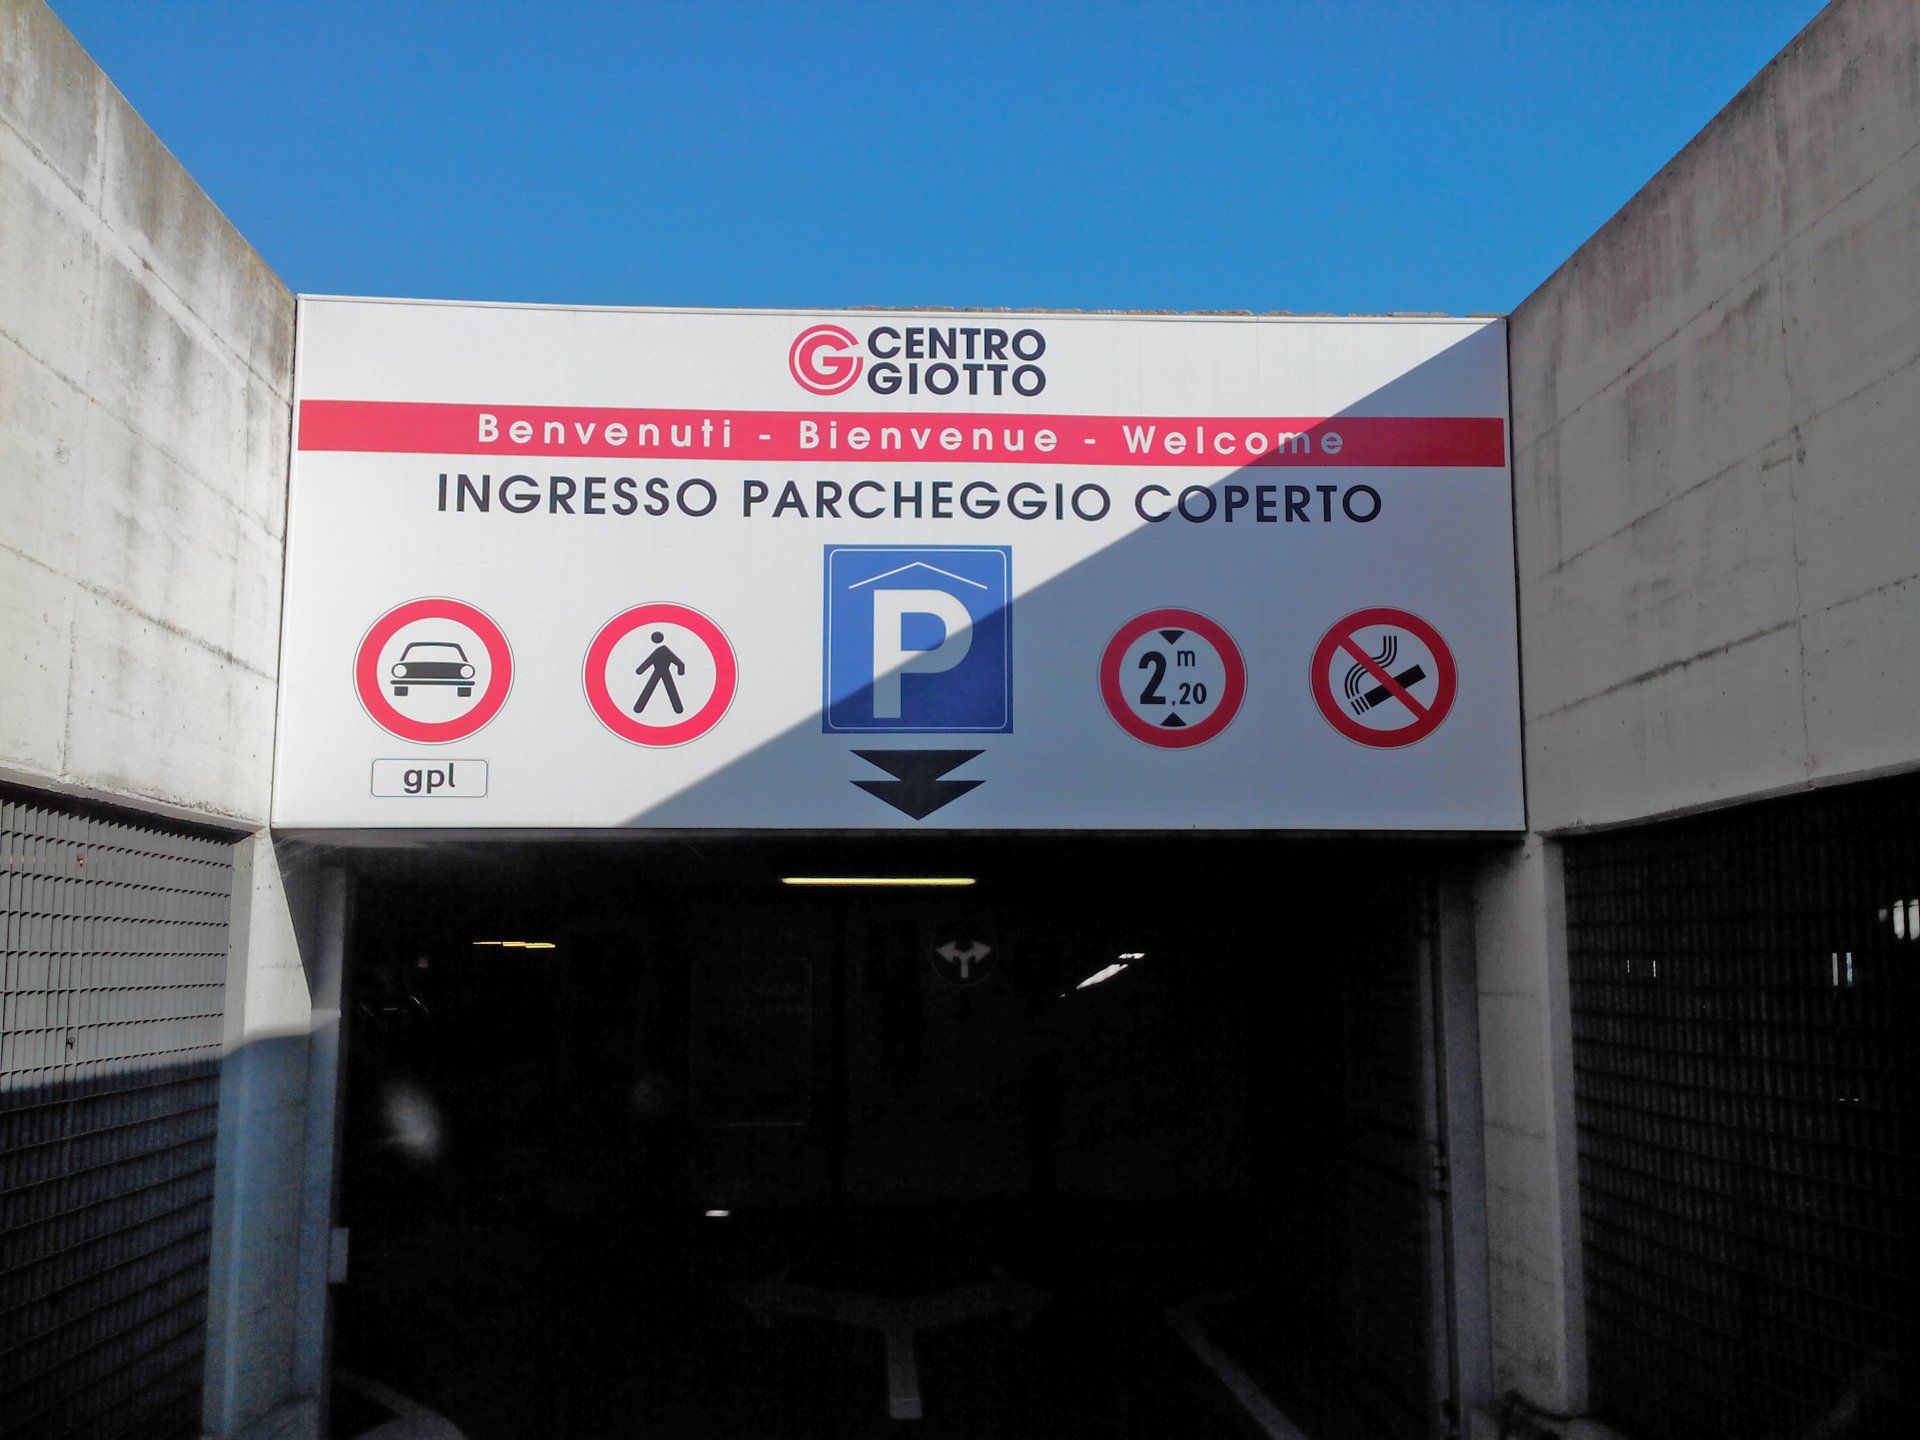 G CENTRO
GIOTTO
Benvenuti - Bienvenue - Welcome
INGRESSO PARCHEGGIO COPERTO
P
2,20 m
gpl